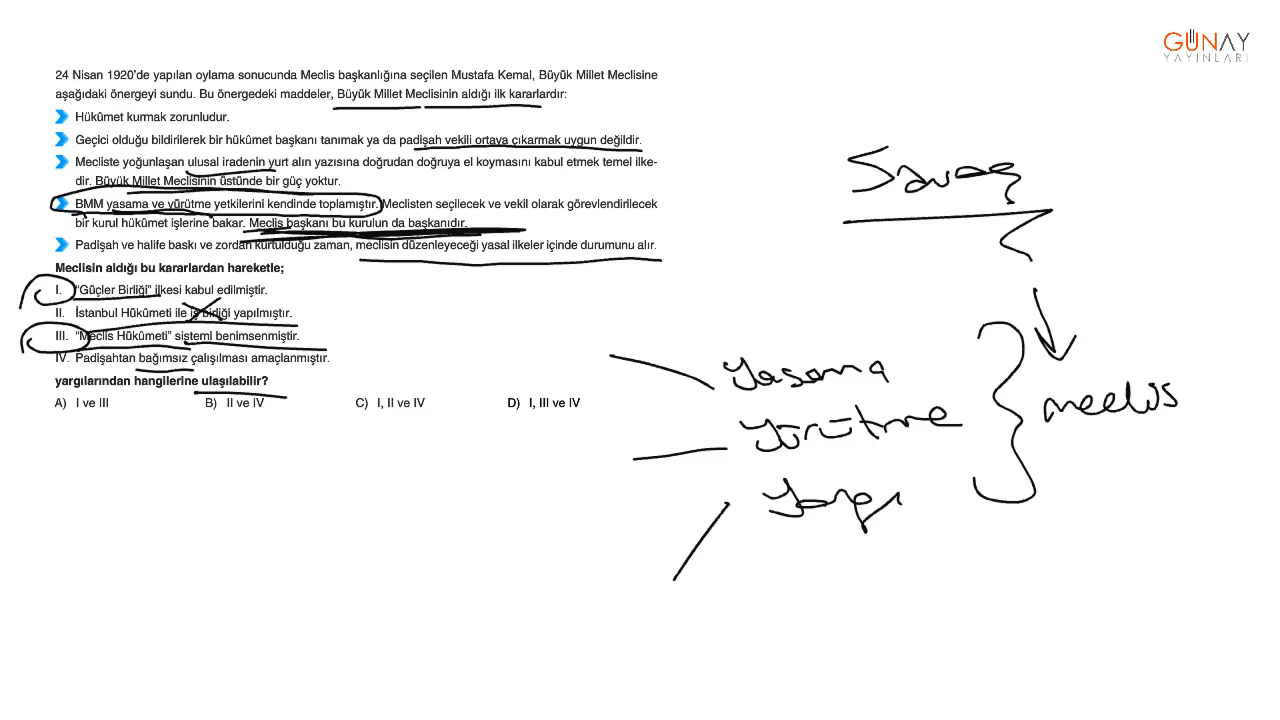 GÜNAY
YAYINLARI
24 Nisan 1920'de yapılan oylama sonucunda Meclis başkanlığına seçilen Mustafa Kemal, Büyük Millet Meclisine
aşağıdaki önergeyi sundu. Bu önergedeki maddeler, Büyük Millet Meclisinin aldığı ilk kararlardır:
Hükûmet kurmak zorunludur.
Geçici olduğu bildirilerek bir hükûmet başkanı tanımak ya da padişah vekili ortaya çıkarmak uygun değildir.
Mecliste yoğunlaşan ulusal iradenin yurt alın yazısına doğrudan doğruya el koymasını kabul etmek temel ilke-
dir. Büyük Millet Meclisinin üstünde bir güç yoktur.
BMM yasama ve yürütme yetkilerini kendinde toplamıştır. Meclisten seçilecek ve vekil olarak görevlendirilecek
bir kurul hükûmet işlerine bakar. Meclis başkanı bu kurulun da başkanıdır.
Padişah ve halife baskı ve zordan kurtulduğu zaman, meclisin düzenleyeceği yasal ilkeler içinde durumunu alır.
Meclisin aldığı bu kararlardan hareketle;
I. "Güçler Birliği" ilkesi kabul edilmiştir.
II. İstanbul Hükûmeti ile iş birliği yapılmıştır.
III. "Meclis Hükûmeti" sistemi benimsenmiştir.
IV. Padişahtan bağımsız çalışılması amaçlanmıştır.
yargılarından hangilerine ulaşılabilir?
A) I ve III B) II ve IV C) I, II ve IV D) I, III ve IV
Savaş
Yasama
Yürütme
Yargı
meclis